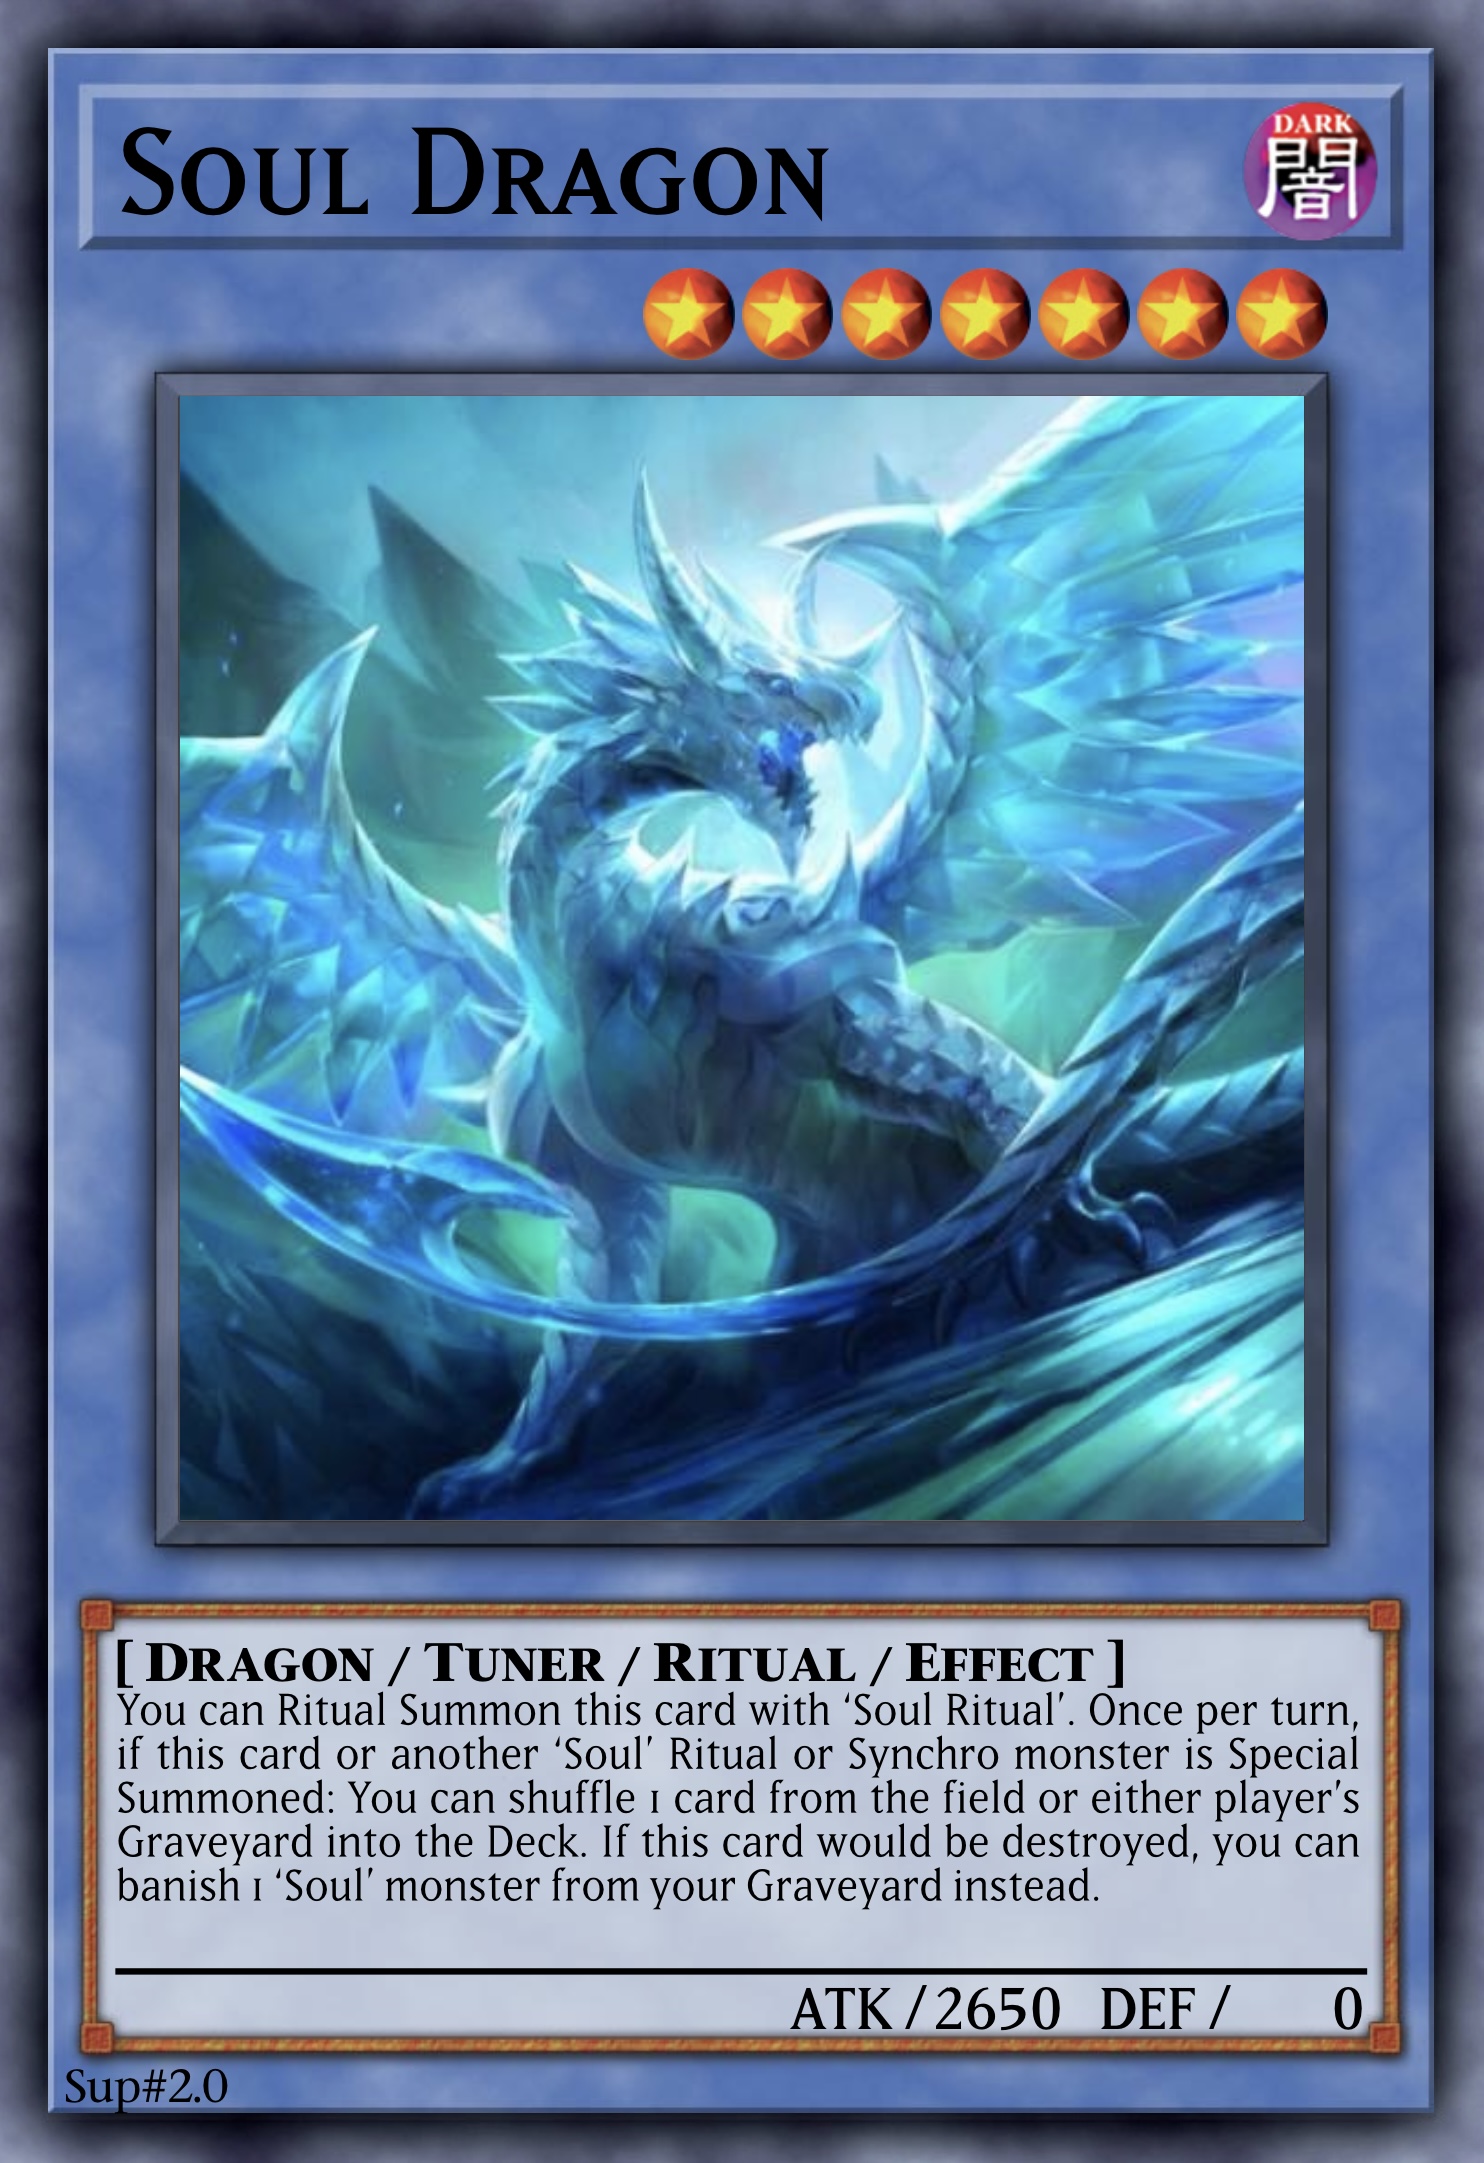 Soul Dragon
DARK
闇
[ Dragon / Tuner / Ritual / Effect ]
You can Ritual Summon this card with ‘Soul Ritual’. Once per turn,
if this card or another ‘Soul’ Ritual or Synchro monster is Special
Summoned: You can shuffle 1 card from the field or either player's
Graveyard into the Deck. If this card would be destroyed, you can
banish 1 ‘Soul’ monster from your Graveyard instead.
ATK / 2650 DEF / 0
Sup#2.0